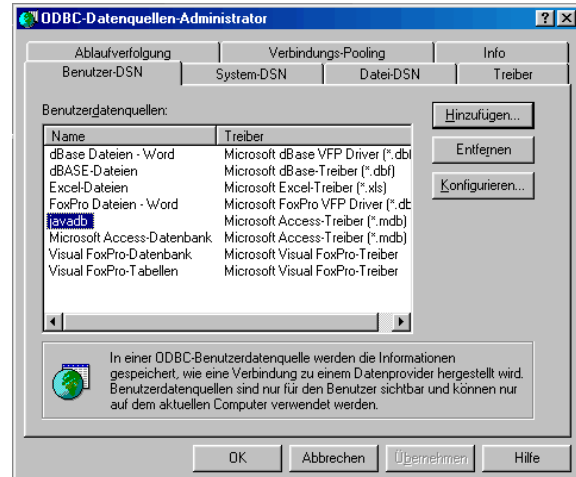 ODBC-Datenquellen-Administrator
Ablaufverfolgung Verbindungs-Pooling Info
Benutzer-DSN System-DSN Datei-DSN Treiber
Benutzerdatenquellen:
Name Treiber
dBase Dateien - Word Microsoft dBase VFP Driver (*.dbf
dBASE-Dateien Microsoft dBase-Treiber (*.dbf)
Excel-Dateien Microsoft Excel-Treiber (*.xls)
FoxPro Dateien - Word Microsoft FoxPro VFP Driver (*.db
javadb Microsoft Access-Treiber (*.mdb)
Microsoft Access-Datenbank Microsoft Access-Treiber (*.mdb)
Visual FoxPro-Datenbank Microsoft Visual FoxPro-Treiber
Visual FoxPro-Tabellen Microsoft Visual FoxPro-Treiber
Hinzufügen...
Entfernen
Konfigurieren...
In einer ODBC-Benutzerdatenquelle werden die Informationen
gespeichert, wie eine Verbindung zu einem Datenprovider hergestellt wird.
Benutzerdatenquellen sind nur für den Benutzer sichtbar und können nur
auf dem aktuellen Computer verwendet werden.
OK Abbrechen Übernehmen Hilfe